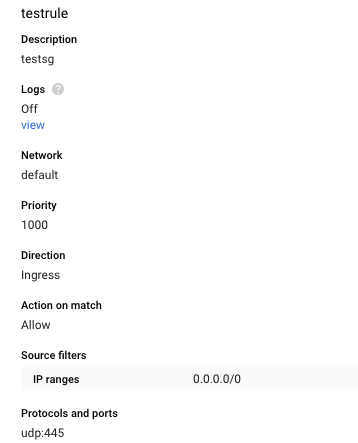 testrule
Description
testsg
Logs ?
Off
view
Network
default
Priority
1000
Direction
Ingress
Action on match
Allow
Source filters
IP ranges 0.0.0.0/0
Protocols and ports
udp:445